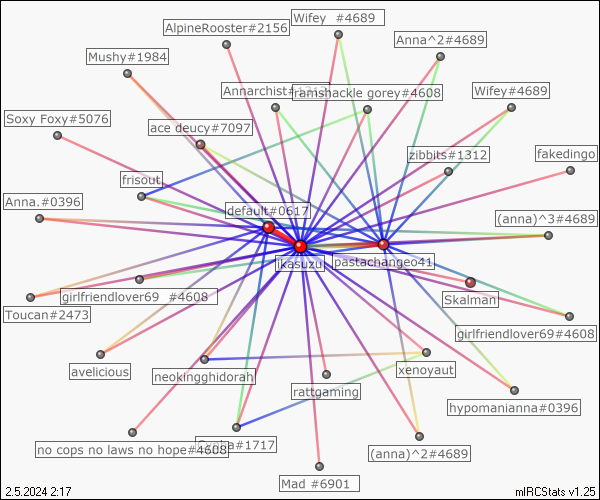 Wifey  #4689
AlpineRooster#2156
Anna^2#4689
Mushy#1984
Annarchist
ramshackle gorey#4608
Wifey#4689
Soxy Foxy#5076
ace deucy#7097
zibbits#1312
fakedingo
frisout
Anna.#0396
default#0617
(anna)^3#4689
ikasuzu
pastachangeo41
girlfriendlover69  #4608
Skalman
Toucan#2473
girlfriendlover69#4608
avelicious
neokingghidorah
xenoyaut
rattgaming
hypomanianna#0396
no cops no laws no hope#4608
#1717
(anna)^2#4689
Mad #6901
2.5.2024 2:17
mIRCStats v1.25